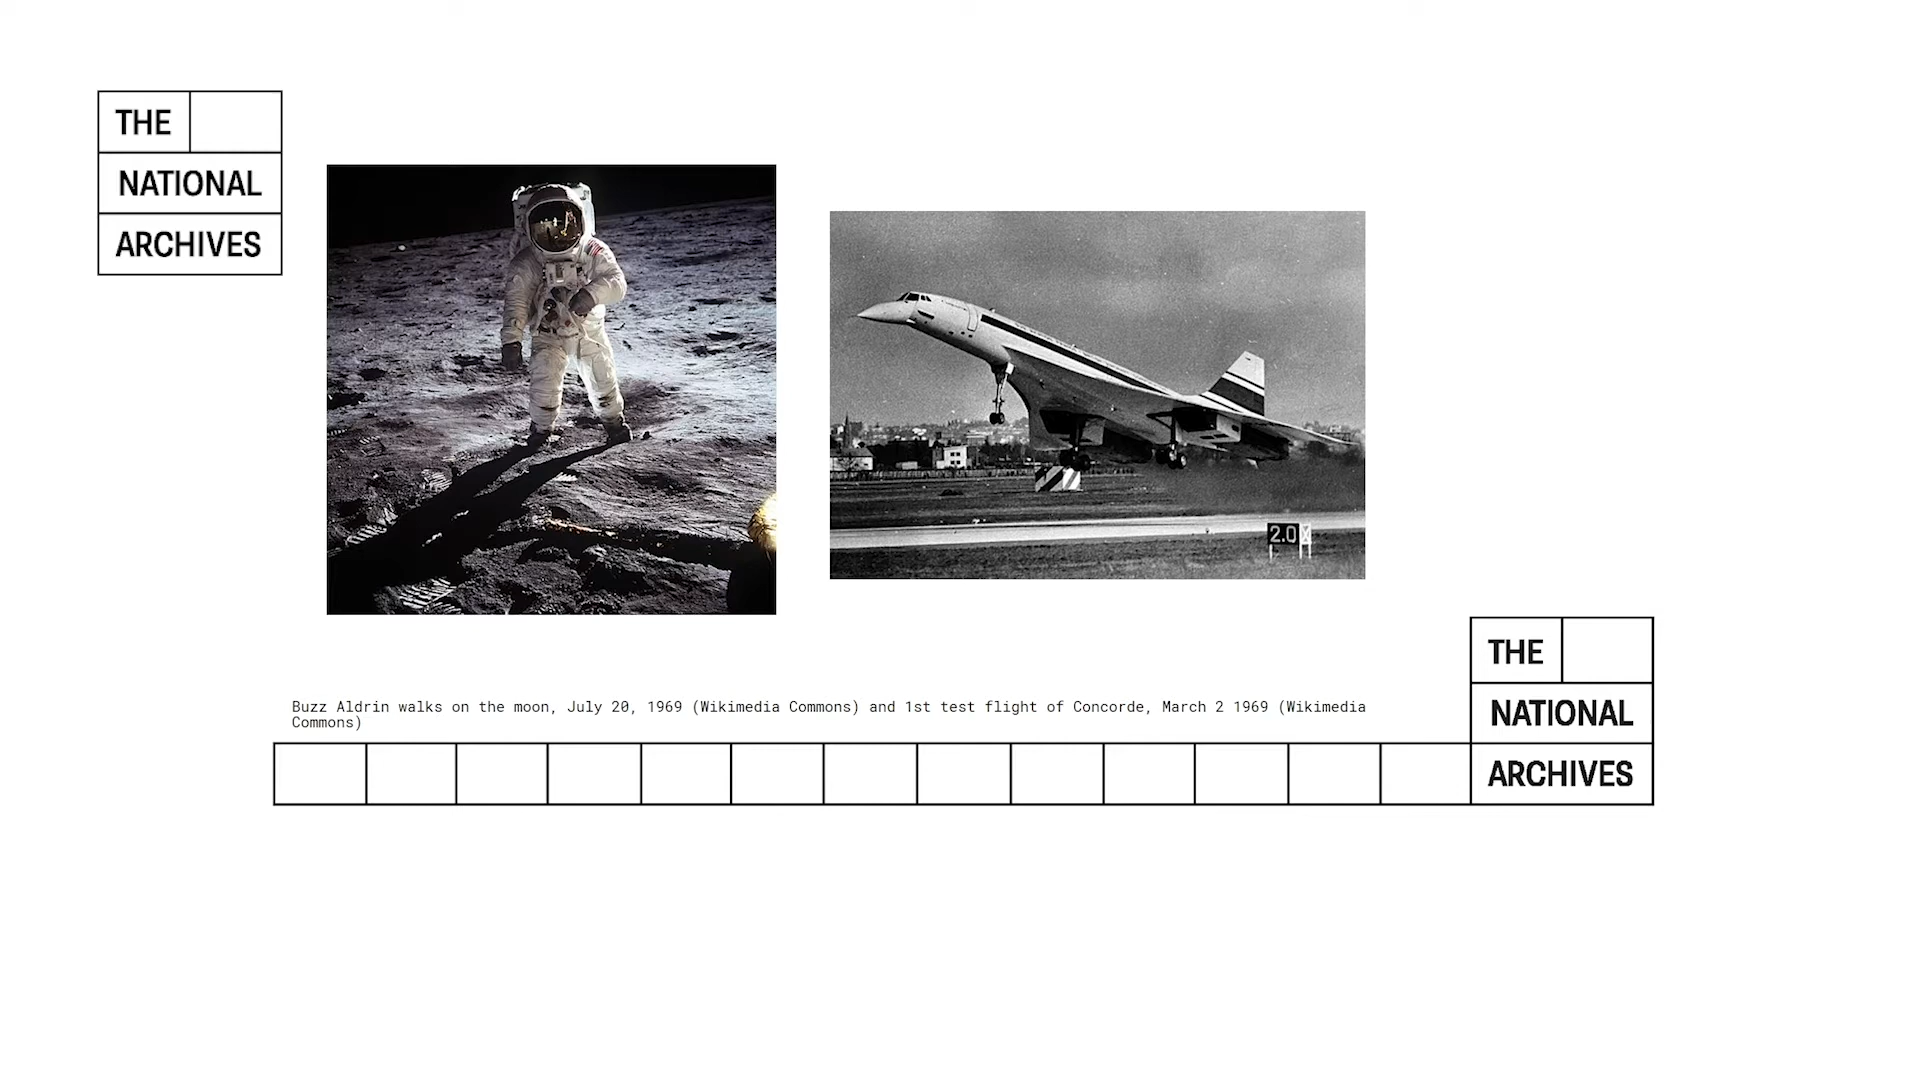 THE
NATIONAL
ARCHIVES
2.0
Buzz Aldrin walks on the moon, July 20, 1969 (Wikimedia Commons) and 1st test flight of Concorde, March 2 1969 (Wikimedia
Commons)
THE
NATIONAL
ARCHIVES